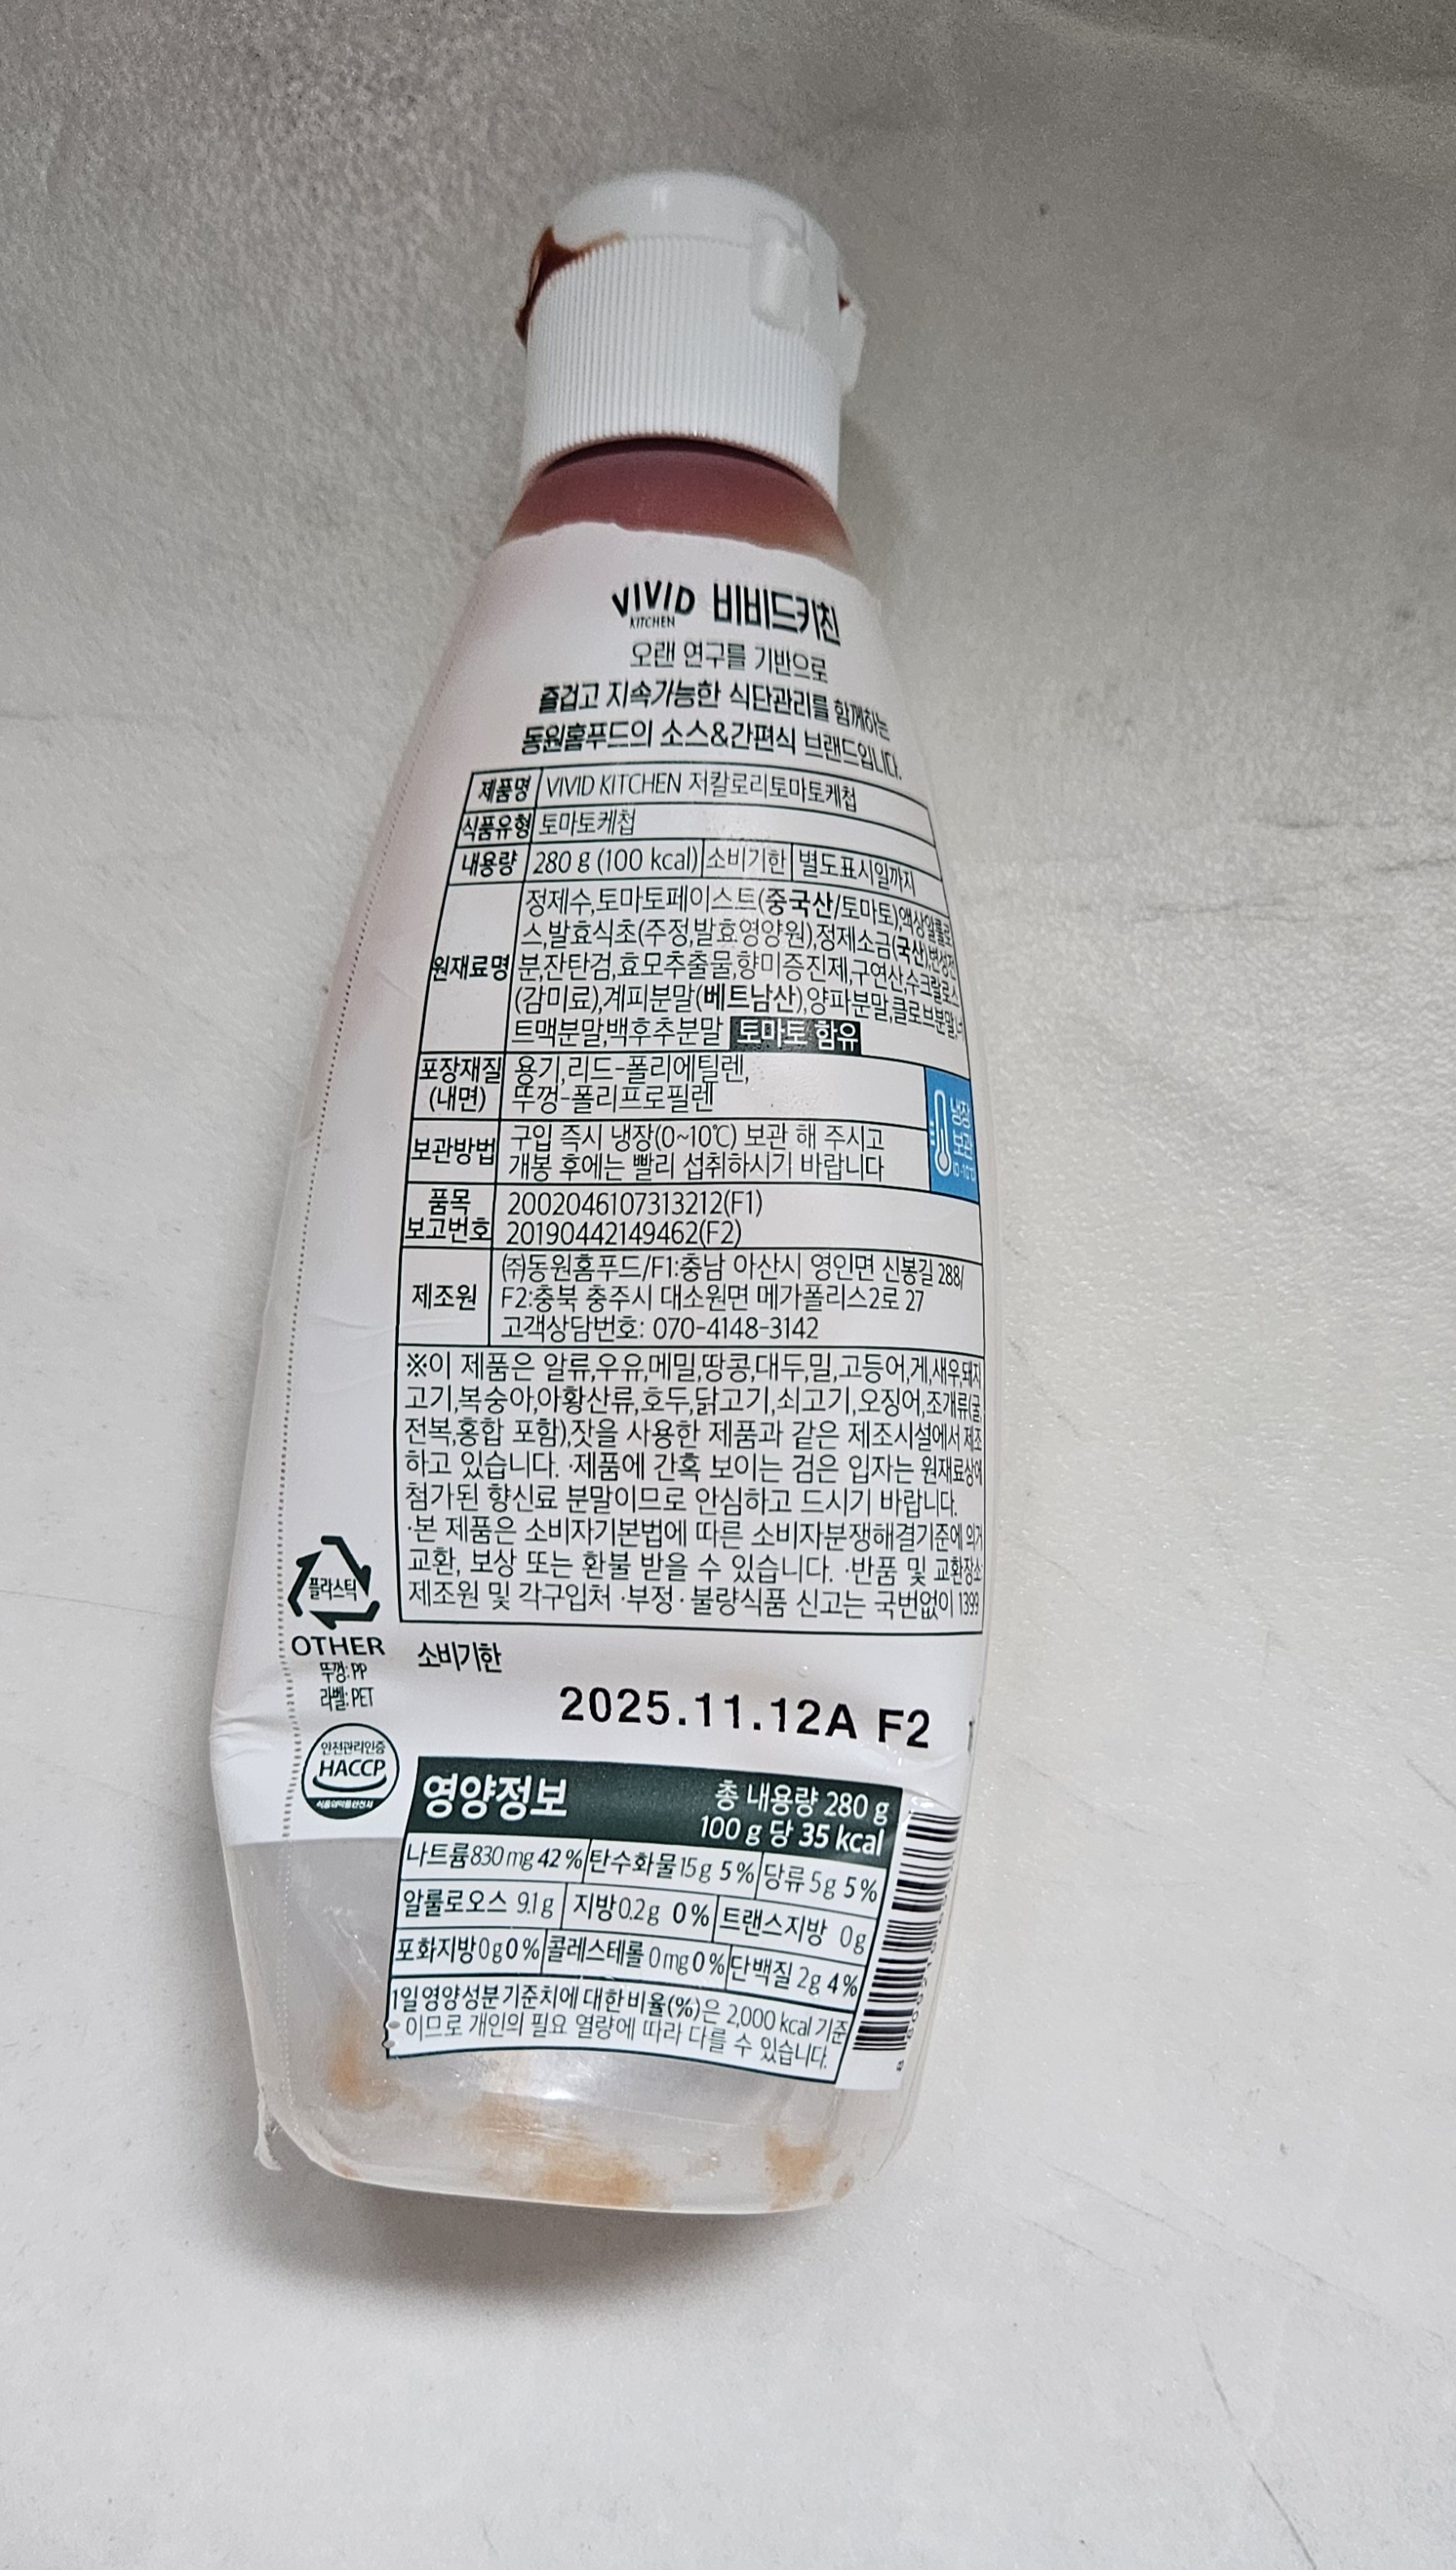 VIVID 비비드키친
KITCHEN
오랜 연구를 기반으로
즐겁고 지속가능한 식단관리를 함께하는
동원홈푸드의 소스&간편식 브랜드입니다.
제품명 VIVID KITCHEN 저칼로리토마토케첩
식품유형 토마토케첩
내용량 280 g (100 kcal) 소비기한 별도표시일까지
원재료명
정제수,토마토페이스트(중국산/토마토),액상알룰로
스,발효식초(주정,발효영양원),정제소금(국산),변성전
분,잔탄검,효모추출물,향미증진제,구연산,수크랄로스
(감미료),계피분말(베트남산),양파분말,클로브분말,너
트맥분말,백후추분말 토마토 함유
포장재질
(내면)
용기,리드-폴리에틸렌,
뚜껑-폴리프로필렌
보관방법
구입 즉시 냉장(0~10℃) 보관 해 주시고
개봉 후에는 빨리 섭취하시기 바랍니다
냉장
보관
품목
보고번호
2002046107313212(F1)
20190442149462(F2)
제조원
㈜동원홈푸드/F1:충남 아산시 영인면 신봉길 288/
F2:충북 충주시 대소원면 메가폴리스2로 27
고객상담번호: 070-4148-3142
※이 제품은 알류,우유,메밀,땅콩,대두,밀,고등어,게,새우,돼지
고기,복숭아,아황산류,호두,닭고기,쇠고기,오징어,조개류(굴,
전복,홍합 포함),잣을 사용한 제품과 같은 제조시설에서 제조
하고 있습니다. ·제품에 간혹 보이는 검은 입자는 원재료상에
첨가된 향신료 분말이므로 안심하고 드시기 바랍니다.
·본 제품은 소비자기본법에 따른 소비자분쟁해결기준에 의거
교환, 보상 또는 환불 받을 수 있습니다. ·반품 및 교환장소:
제조원 및 각구입처 ·부정·불량식품 신고는 국번없이 1399
플라스틱
OTHER
뚜껑:PP
라벨:PET
소비기한
2025.11.12A F2
안전관리인증
HACCP
식품의약품안전처
영양정보
총 내용량 280 g
100 g 당 35 kcal
나트륨 830 mg 42 % 탄수화물 15 g 5 % 당류 5 g 5 %
알룰로오스 9.1 g 지방 0.2 g 0 % 트랜스지방 0 g
포화지방 0 g 0 % 콜레스테롤 0 mg 0 % 단백질 2 g 4 %
1일 영양성분 기준치에 대한 비율(%)은 2,000 kcal 기준
이므로 개인의 필요 열량에 따라 다를 수 있습니다.